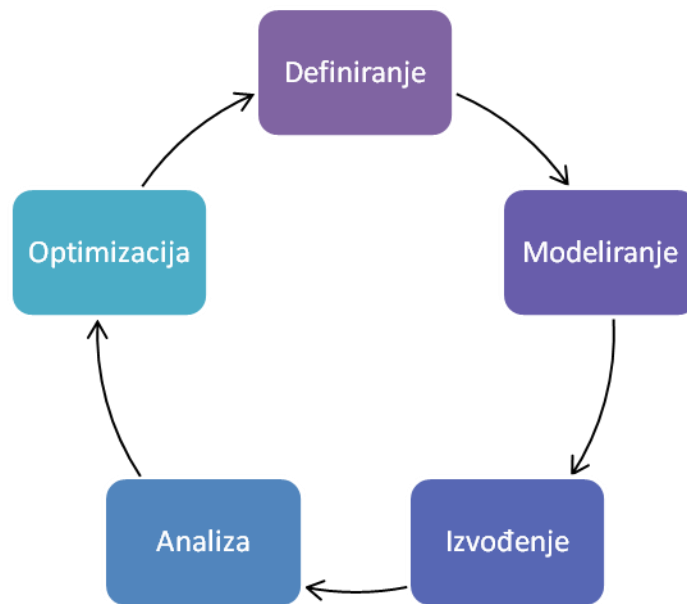 Definiranje
Modeliranje
Izvođenje
Analiza
Optimizacija